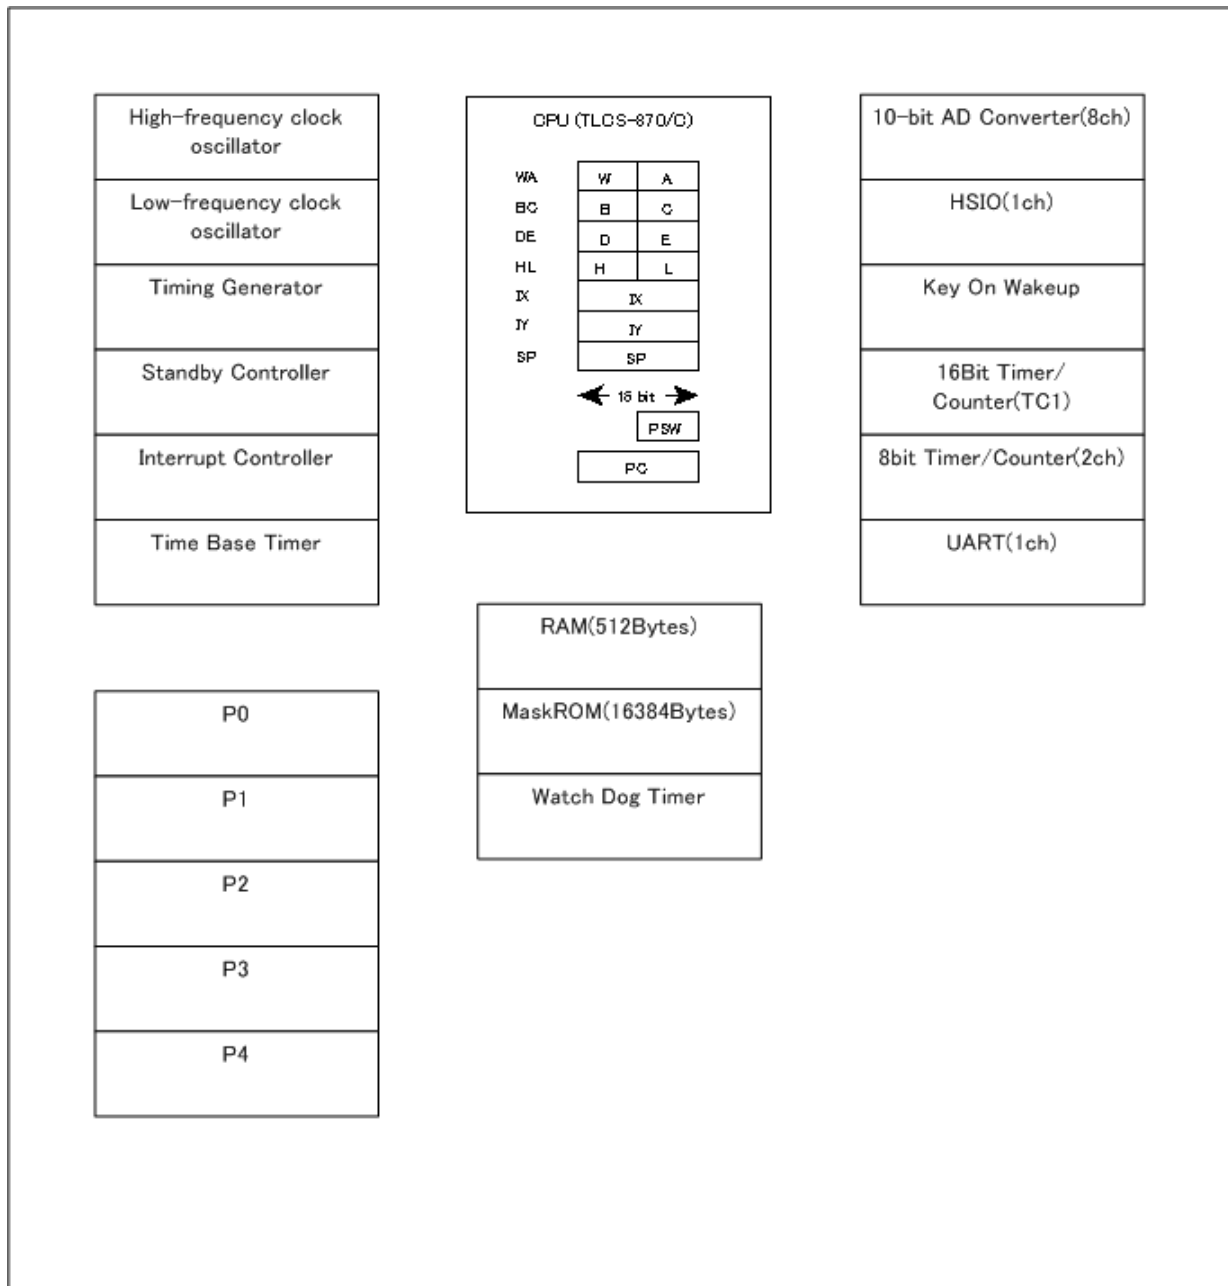 High-frequency clock
oscillator
Low-frequency clock
oscillator
Timing Generator
Standby Controller
Interrupt Controller
Time Base Timer
CPU (TLCS-870/C)
WA W A
BC B C
DE D E
HL H L
IX IX
IY IY
SP SP
16 bit
PSW
PC
10-bit AD Converter(8ch)
HSIO(1ch)
Key On Wakeup
16Bit Timer/
Counter(TC1)
8bit Timer/Counter(2ch)
UART(1ch)
RAM(512Bytes)
MaskROM(16384Bytes)
Watch Dog Timer
P0
P1
P2
P3
P4